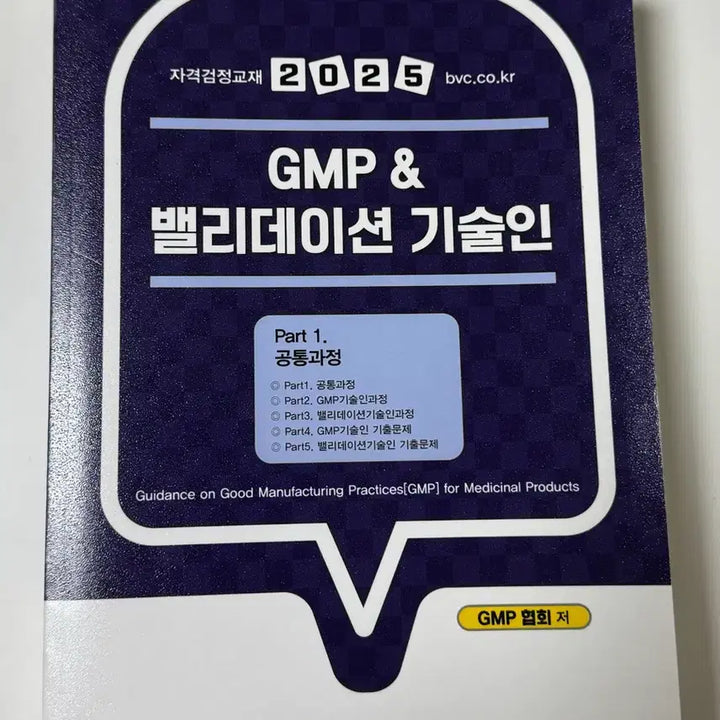 자격검정교재 2025 bvc.co.kr
GMP &
밸리데이션 기술인
Part 1.
공통과정
◎ Part1. 공통과정
◎ Part2. GMP기술인과정
◎ Part3. 밸리데이션기술인과정
◎ Part4. GMP기술인 기출문제
◎ Part5. 밸리데이션기술인 기출문제
Guidance on Good Manufacturing Practices[GMP] for Medicinal Products
GMP 협회 저